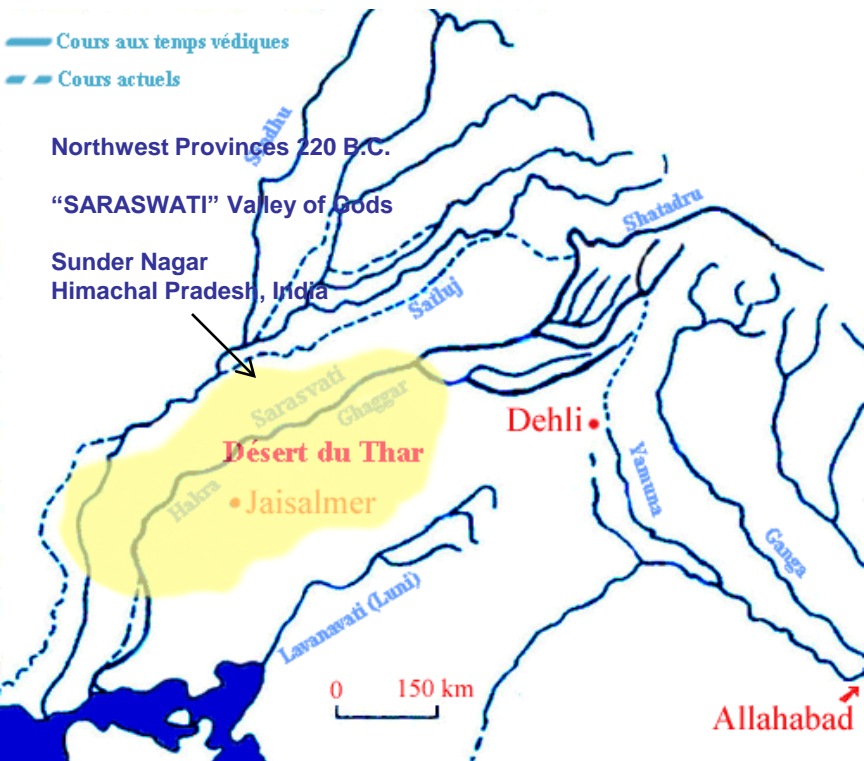 Cours aux temps védiques
Cours actuels
Northwest Provinces 220 B.C.
“SARASWATI” Valley of Gods
Sunder Nagar
Himachal Pradesh, India
Sindhu
Shatadru
Satluj
Sarasvati
Ghaggar
Dehli
Désert du Thar
Hakra
Jaisalmer
Yamuna
Ganga
Lavanavati (Luni)
0 150 km
Allahabad